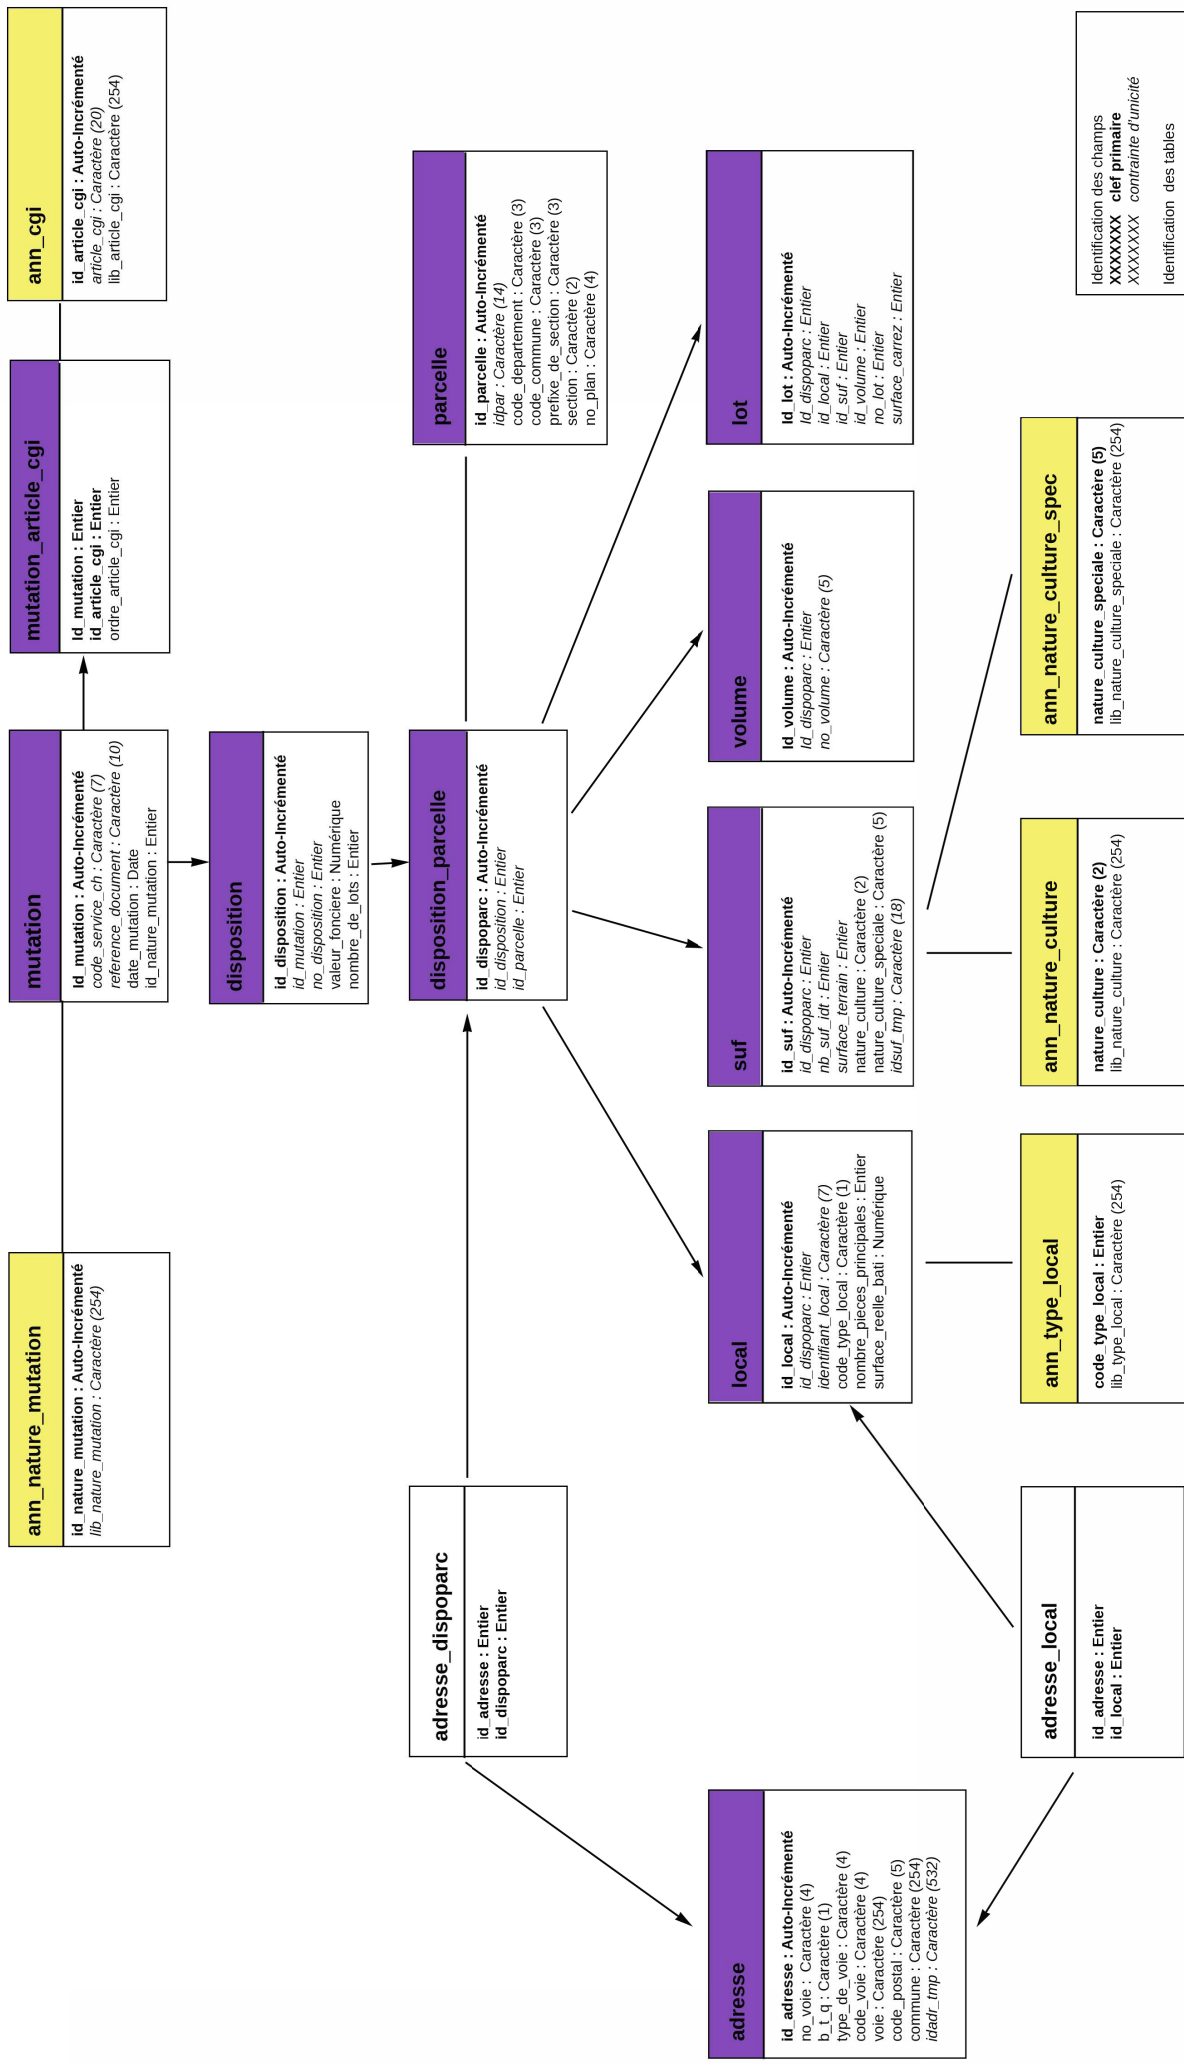 ann_nature_mutation
id_nature_mutation : Auto-Incrémenté
lib_nature_mutation : Caractère (254)
mutation
Id_mutation : Auto-Incrémenté
code_service_ch : Caractère (7)
reference_document : Caractère (10)
date_mutation : Date
id_nature_mutation : Entier
mutation_article_cgi
Id_mutation : Entier
id_article_cgi : Entier
ordre_article_cgi : Entier
ann_cgi
id_article_cgi : Auto-Incrémenté
article_cgi : Caractère (20)
lib_article_cgi : Caractère (254)
disposition
id_disposition : Auto-Incrémenté
id_mutation : Entier
no_disposition : Entier
valeur_fonciere : Numérique
nombre_de_lots : Entier
adresse_dispoparc
id_adresse : Entier
id_dispoparc : Entier
disposition_parcelle
id_dispoparc : Auto-Incrémenté
id_disposition : Entier
id_parcelle : Entier
parcelle
id_parcelle : Auto-Incrémenté
idpar : Caractère (14)
code_departement : Caractère (3)
code_commune : Caractère (3)
prefixe_de_section : Caractère (3)
section : Caractère (2)
no_plan : Caractère (4)
adresse
id_adresse : Auto-Incrémenté
no_voie : Caractère (4)
b_t_q : Caractère (1)
type_de_voie : Caractère (4)
code_voie : Caractère (4)
voie : Caractère (254)
code_postal : Caractère (5)
commune : Caractère (254)
idadr_tmp : Caractère (532)
local
id_local : Auto-Incrémenté
id_dispoparc : Entier
identifiant_local : Caractère (7)
code_type_local : Caractère (1)
nombre_pieces_principales : Entier
surface_reelle_bati : Numérique
suf
id_suf : Auto-Incrémenté
id_dispoparc : Entier
nb_suf_idt : Entier
surface_terrain : Entier
nature_culture : Caractère (2)
nature_culture_speciale : Caractère (5)
idsuf_tmp : Caractère (18)
volume
Id_volume : Auto-Incrémenté
Id_dispoparc : Entier
no_volume : Caractère (5)
lot
Id_lot : Auto-Incrémenté
Id_dispoparc : Entier
id_local : Entier
id_suf : Entier
id_volume : Entier
no_lot : Entier
surface_carrez : Entier
adresse_local
id_adresse : Entier
id_local : Entier
ann_type_local
code_type_local : Entier
lib_type_local : Caractère (254)
ann_nature_culture
nature_culture : Caractère (2)
lib_nature_culture : Caractère (254)
ann_nature_culture_spec
nature_culture_speciale : Caractère (5)
lib_nature_culture_speciale : Caractère (254)
Identification des champs
XXXXXXX clef primaire
XXXXXXX contrainte d'unicité
Identification des tables